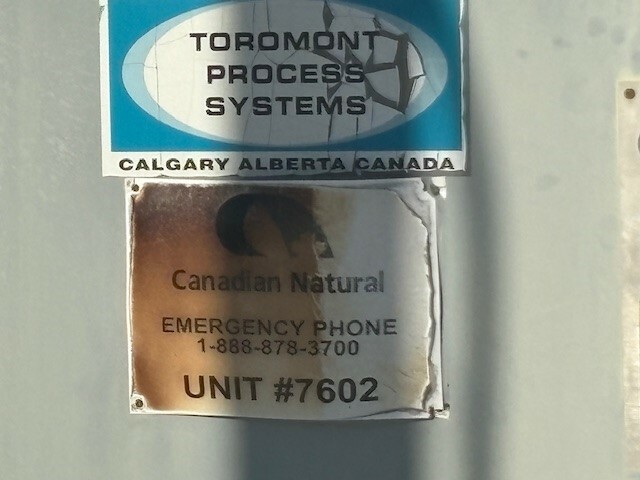 TOROMONT
PROCESS
SYSTEMS
CALGARY ALBERTA CANADA
Canadian Natural
EMERGENCY PHONE
1-888-878-3700
UNIT #7602